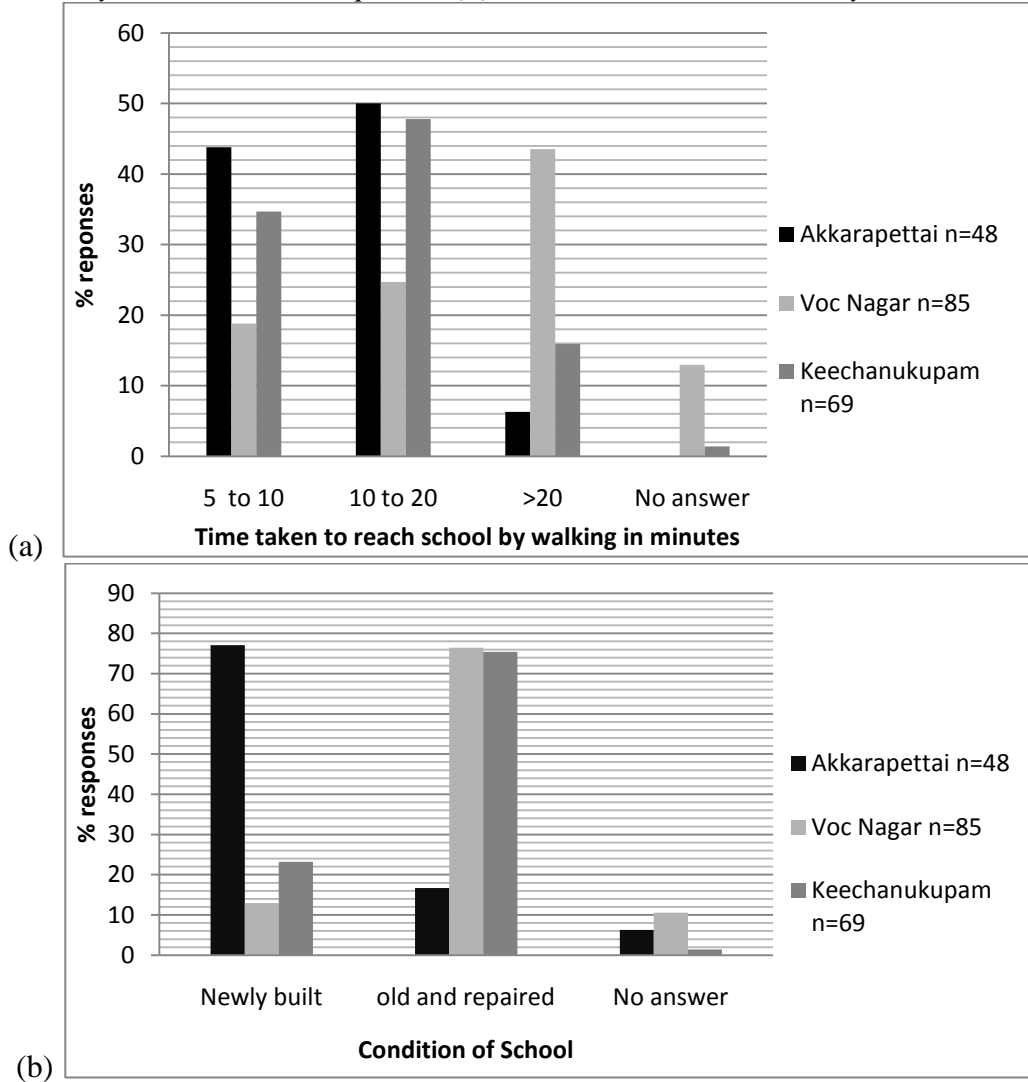 60
50
40
30
20
10
0
% reponses
5 to 10 10 to 20 >20 No answer
Time taken to reach school by walking in minutes
Akkarapettai n=48
Voc Nagar n=85
Keechanukupam
n=69
(a)
90
80
70
60
50
40
30
20
10
0
% responses
Newly built old and repaired No answer
Condition of School
Akkarapettai n=48
Voc Nagar n=85
Keechanukupam
n=69
(b)